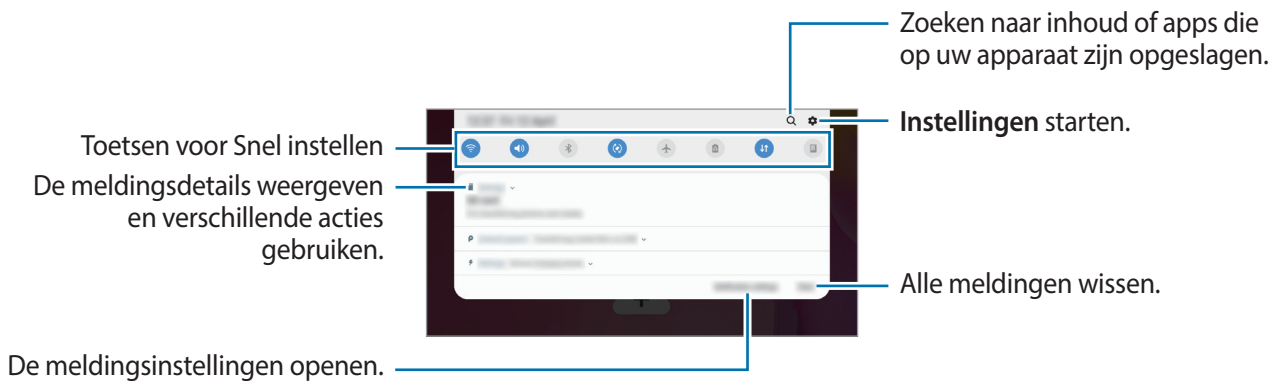 Zoeken naar inhoud of apps die
op uw apparaat zijn opgeslagen.
Instellingen starten.
Toetsen voor Snel instellen
De meldingsdetails weergeven
en verschillende acties
gebruiken.
Alle meldingen wissen.
De meldingsinstellingen openen.